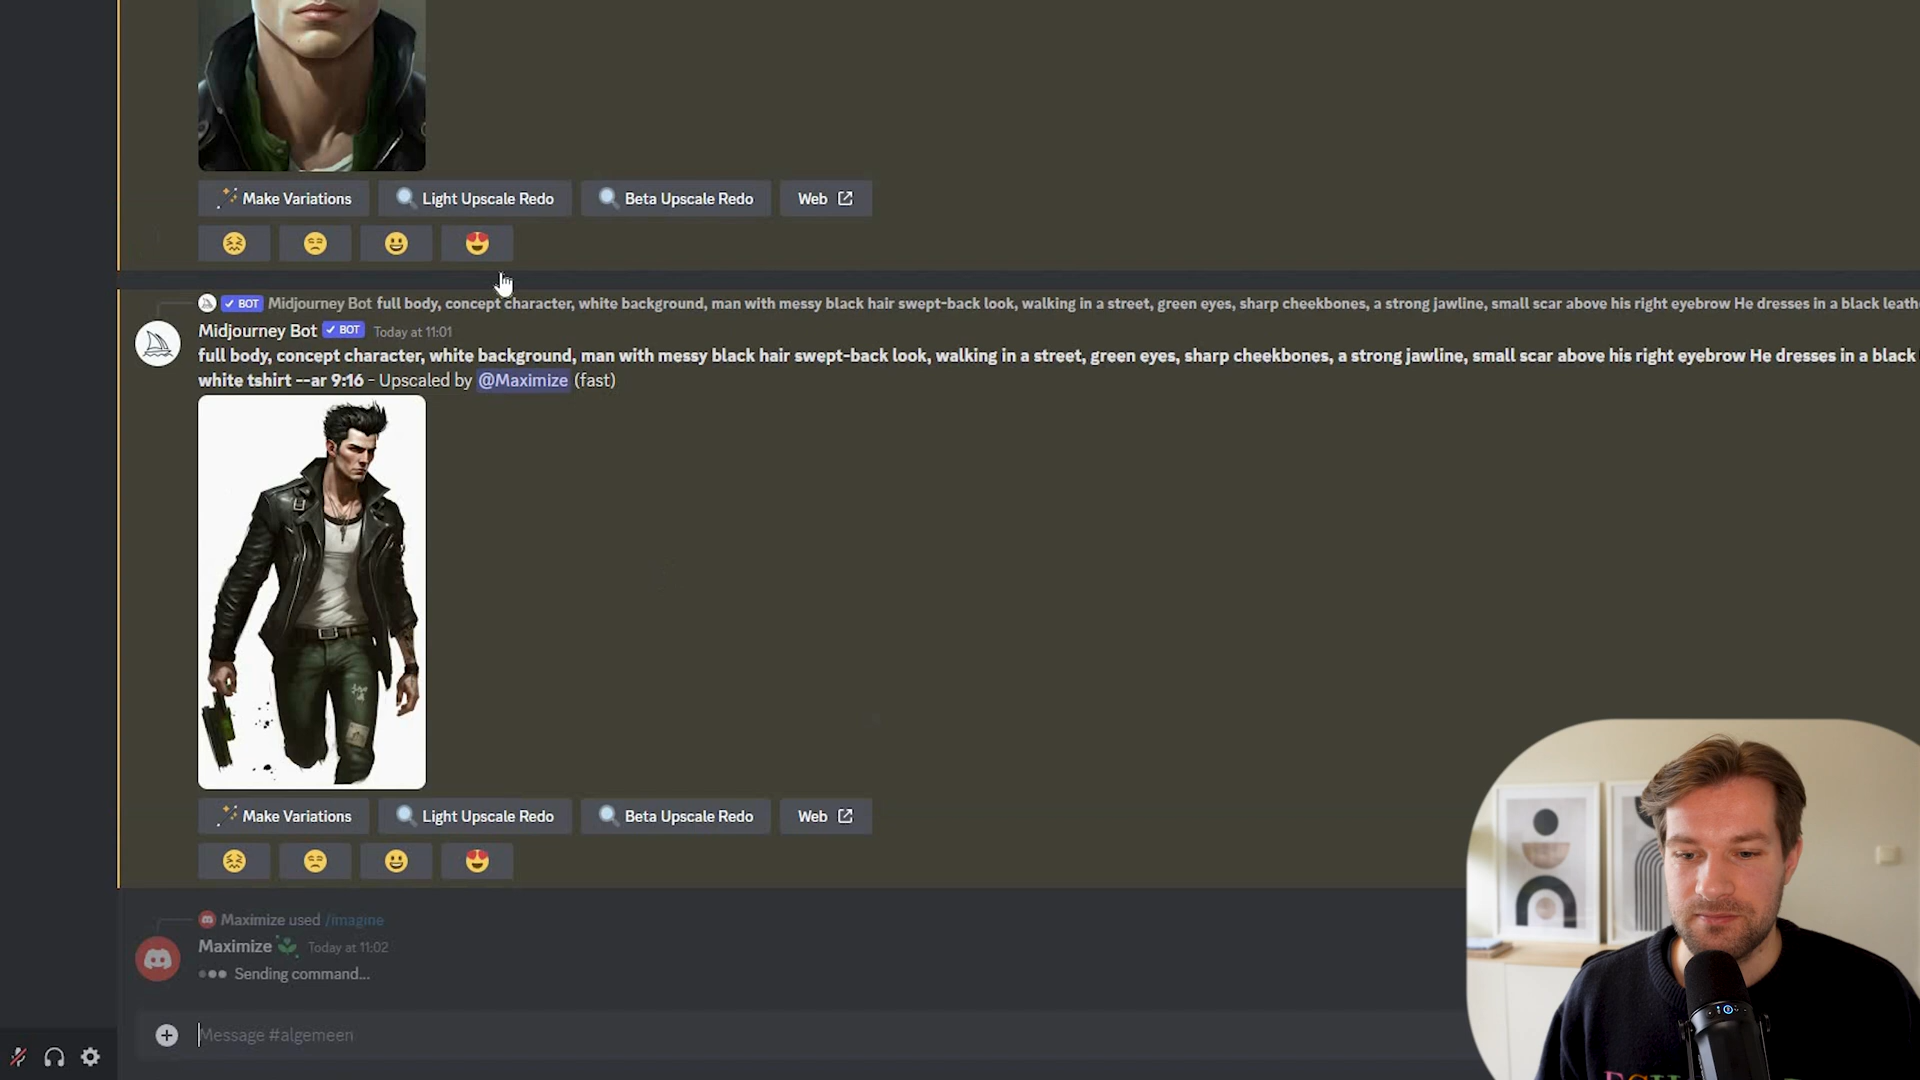 Make Variations Light Upscale Redo Beta Upscale Redo Web
BOT Midjourney Bot full body, concept character, white background, man with messy black hair swept-back look, walking in a street, green eyes, sharp cheekbones, a strong jawline, small scar above his right eyebrow He dresses in a black leath
Midjourney Bot BOT Today at 11:01
full body, concept character, white background, man with messy black hair swept-back look, walking in a street, green eyes, sharp cheekbones, a strong jawline, small scar above his right eyebrow He dresses in a black
white tshirt --ar 9:16 - Upscaled by @Maximize (fast)
Make Variations Light Upscale Redo Beta Upscale Redo Web
Maximize used /imagine
Maximize Today at 11:02
Sending command...
Message #algemeen